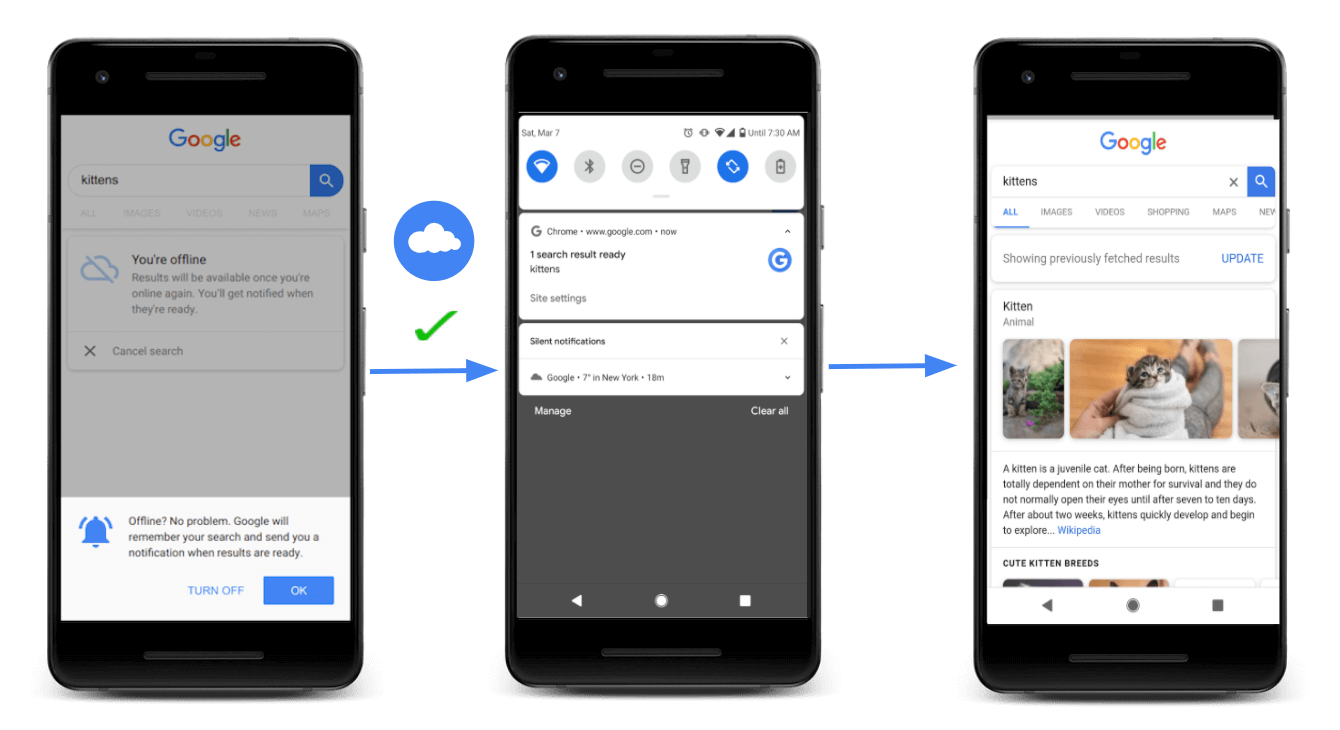 Google
kittens
ALL IMAGES VIDEOS NEWS MAPS
You're offline
Results will be available once you're
online again. You'll get notified when
they're ready.
Cancel search
Offline? No problem. Google will
remember your search and send you a
notification when results are ready.
TURN OFF OK
Sat, Mar 7 Until 7:30 AM
G Chrome • www.google.com • now
1 search result ready
kittens
G
Site settings
Silent notifications
Google • 7° in New York • 18m
Manage Clear all
Google
kittens
ALL IMAGES VIDEOS SHOPPING MAPS NEW
Showing previously fetched results UPDATE
Kitten
Animal
A kitten is a juvenile cat. After being born, kittens are
totally dependent on their mother for survival and they do
not normally open their eyes until after seven to ten days.
After about two weeks, kittens quickly develop and begin
to explore... Wikipedia
CUTE KITTEN BREEDS